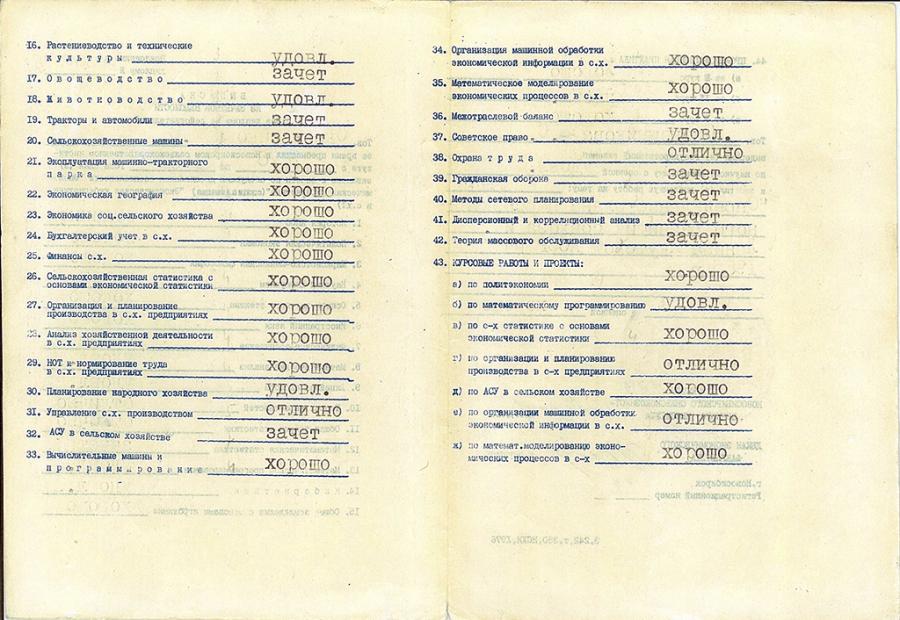 16. Растениеводство и технические
культуры удовл.
17. Овощеводство зачет
18. Животноводство удовл.
19. Тракторы и автомобили зачет
20. Сельскохозяйственные машины зачет
21. Эксплуатация машинно-тракторного
парка хорошо
22. Экономическая география хорошо
23. Экономика соц.сельского хозяйства хорошо
24. Бухгалтерский учет в с.х. хорошо
25. Финансы с.х. хорошо
26. Сельскохозяйственная статистика с
основами экономической статистики хорошо
27. Организация и планирование
производства в с.х. предприятиях хорошо
28. Анализ хозяйственной деятельности
в с.х. предприятиях хорошо
29. НОТ и нормирование труда
в с.х. предприятиях хорошо
30. Планирование народного хозяйства удовл.
31. Управление с.х. производством отлично
32. АСУ в сельском хозяйстве зачет
33. Вычислительные машины и
программирование хорошо
34. Организация машинной обработки
экономической информации в с.х. хорошо
35. Математическое моделирование
экономических процессов в с.х. хорошо
36. Межотраслевой баланс зачет
37. Советское право удовл.
38. Охрана труда отлично
39. Гражданская оборона зачет
40. Методы сетевого планирования зачет
41. Дисперсионный и корреляционный анализ зачет
42. Теория массового обслуживания зачет
43. КУРСОВЫЕ РАБОТЫ И ПРОЕКТЫ:
а) по политэкономии хорошо
б) по математическому программированию удовл.
в) по с-х статистике с основами
экономической статистики хорошо
г) по организации и планированию
производства в с-х предприятиях отлично
д) по АСУ в сельском хозяйстве хорошо
е) по организации машинной обработки
экономической информации в с.х. отлично
ж) по математ.моделированию эконо-
мических процессов в с-х хорошо